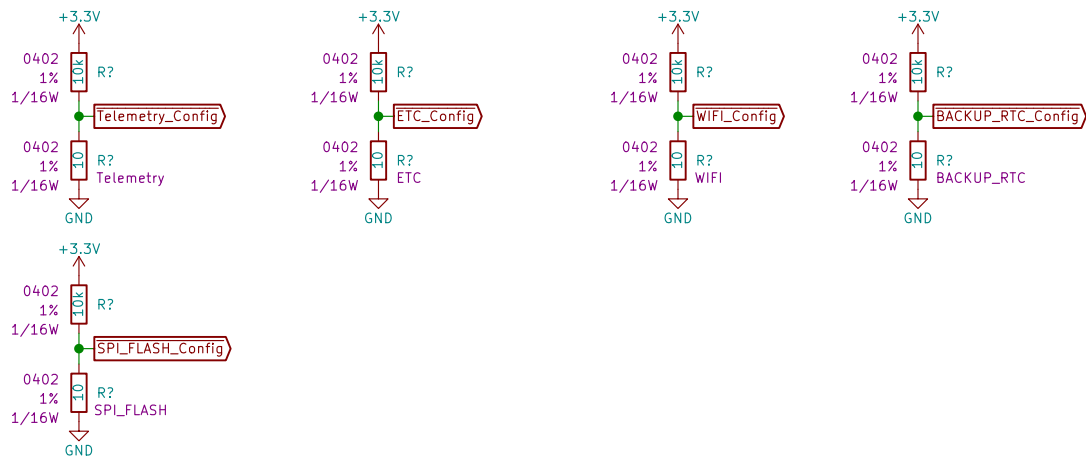 +3.3V
0402
1%
1/16W
10k
R?
Telemetry_Config
0402
1%
1/16W
10
R?
Telemetry
GND
+3.3V
0402
1%
1/16W
10k
R?
ETC_Config
0402
1%
1/16W
10
R?
ETC
GND
+3.3V
0402
1%
1/16W
10k
R?
WIFI_Config
0402
1%
1/16W
10
R?
WIFI
GND
+3.3V
0402
1%
1/16W
10k
R?
BACKUP_RTC_Config
0402
1%
1/16W
10
R?
BACKUP_RTC
GND
+3.3V
0402
1%
1/16W
10k
R?
SPI_FLASH_Config
0402
1%
1/16W
10
R?
SPI_FLASH
GND